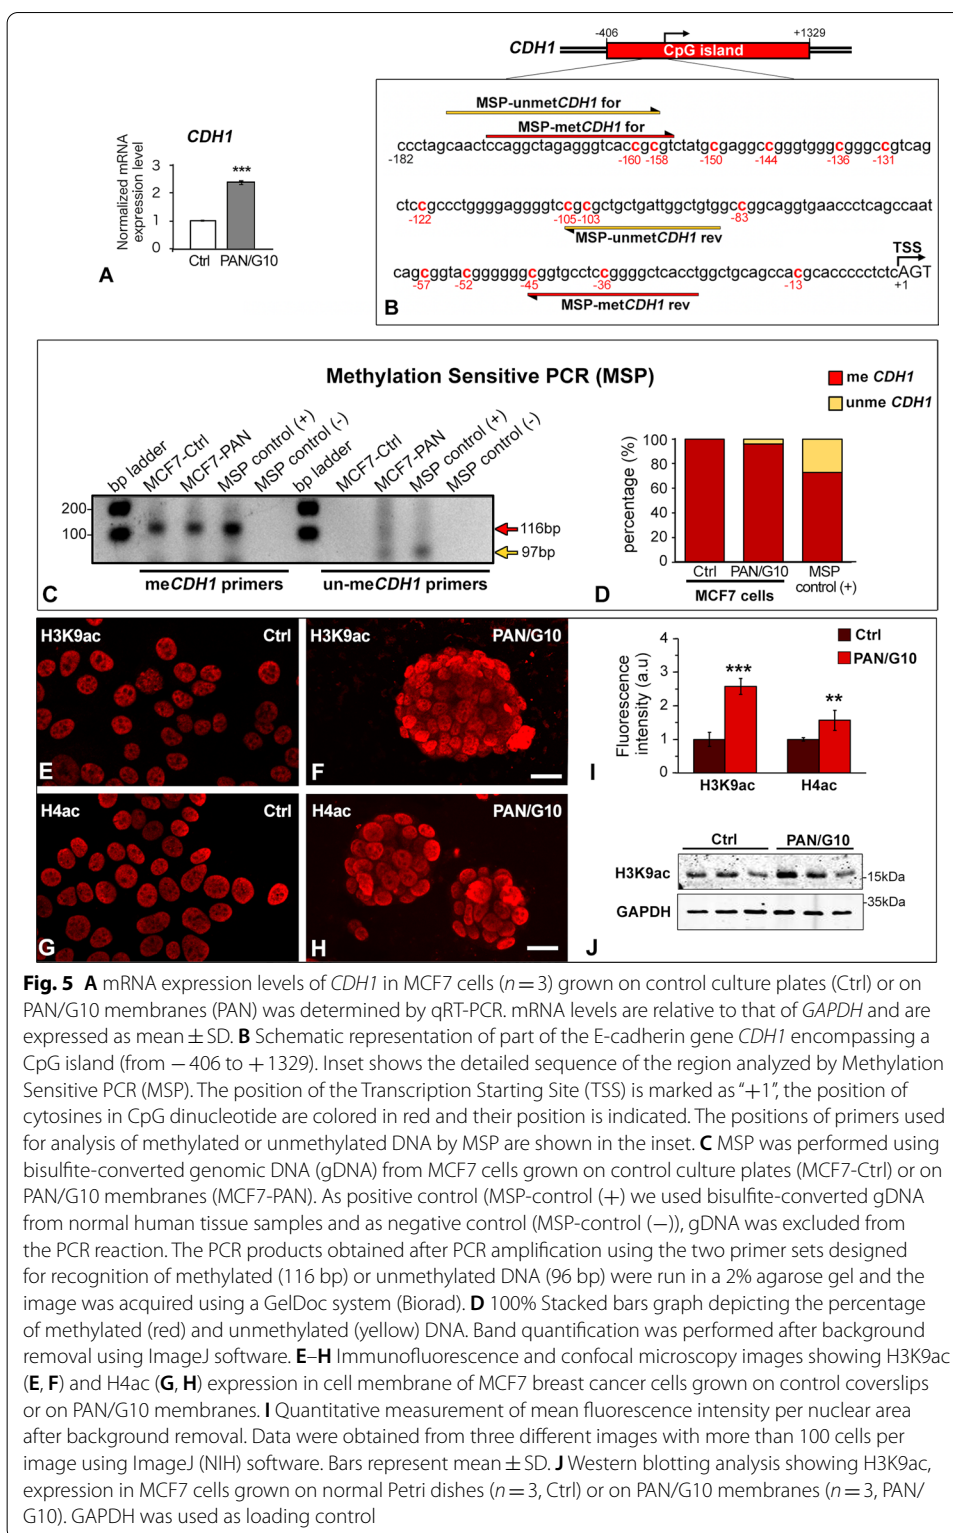 CDH1
-406
+1329
CpG island
CDH1
Normalized mRNA
expression level
3
2
1
0
***
Ctrl
PAN/G10
A
MSP-unmetCDH1 for
MSP-metCDH1 for
ccctagcaactccaggctagagggtcaccgcgtctatgcgaggccgggtgggcgggccgtcag
-182
-160
-158
-150
-144
-136
-131
ctccgccctggggaggggtccgcgctgctgattggctgtggccggcaggtgaaccctcagccaat
-122
-105
-103
-83
MSP-unmetCDH1 rev
TSS
cagcggtacggggggcggtgcctccggggctcacctggctgcagccacgcaccccctctcAGT
-57
-52
-45
-36
-13
+1
MSP-metCDH1 rev
B
Methylation Sensitive PCR (MSP)
me CDH1
unme CDH1
bp ladder
MCF7-Ctrl
MCF7-PAN
MSP control (+)
MSP control (-)
bp ladder
MCF7-Ctrl
MCF7-PAN
MSP control (+)
MSP control (-)
200
100
116bp
97bp
meCDH1 primers
un-meCDH1 primers
C
percentage (%)
100
80
60
40
20
0
Ctrl
PAN/G10
MSP
control (+)
MCF7 cells
D
H3K9ac
Ctrl
E
H3K9ac
PAN/G10
F
H4ac
Ctrl
G
H4ac
PAN/G10
H
Fluorescence
intensity (a.u)
4
3
2
1
0
***
**
Ctrl
PAN/G10
H3K9ac
H4ac
I
Ctrl
PAN/G10
H3K9ac
-15kDa
GAPDH
-35kDa
J
Fig. 5 A mRNA expression levels of CDH1 in MCF7 cells (n = 3) grown on control culture plates (Ctrl) or on
PAN/G10 membranes (PAN) was determined by qRT-PCR. mRNA levels are relative to that of GAPDH and are
expressed as mean ± SD. B Schematic representation of part of the E-cadherin gene CDH1 encompassing a
CpG island (from − 406 to + 1329). Inset shows the detailed sequence of the region analyzed by Methylation
Sensitive PCR (MSP). The position of the Transcription Starting Site (TSS) is marked as “+1”, the position of
cytosines in CpG dinucleotide are colored in red and their position is indicated. The positions of primers used
for analysis of methylated or unmethylated DNA by MSP are shown in the inset. C MSP was performed using
bisulfite-converted genomic DNA (gDNA) from MCF7 cells grown on control culture plates (MCF7-Ctrl) or on
PAN/G10 membranes (MCF7-PAN). As positive control (MSP-control (+) we used bisulfite-converted gDNA
from normal human tissue samples and as negative control (MSP-control (−)), gDNA was excluded from
the PCR reaction. The PCR products obtained after PCR amplification using the two primer sets designed
for recognition of methylated (116 bp) or unmethylated DNA (96 bp) were run in a 2% agarose gel and the
image was acquired using a GelDoc system (Biorad). D 100% Stacked bars graph depicting the percentage
of methylated (red) and unmethylated (yellow) DNA. Band quantification was performed after background
removal using ImageJ software. E–H Immunofluorescence and confocal microscopy images showing H3K9ac
(E, F) and H4ac (G, H) expression in cell membrane of MCF7 breast cancer cells grown on control coverslips
or on PAN/G10 membranes. I Quantitative measurement of mean fluorescence intensity per nuclear area
after background removal. Data were obtained from three different images with more than 100 cells per
image using ImageJ (NIH) software. Bars represent mean ± SD. J Western blotting analysis showing H3K9ac,
expression in MCF7 cells grown on normal Petri dishes (n = 3, Ctrl) or on PAN/G10 membranes (n = 3, PAN/
G10). GAPDH was used as loading control